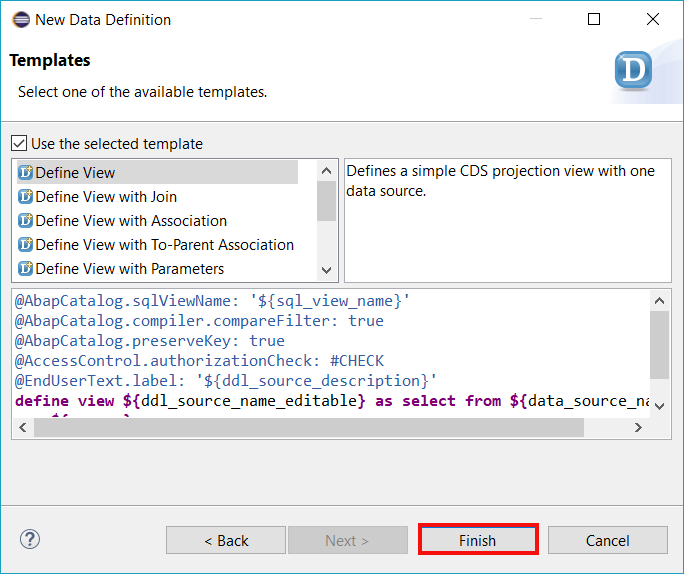 New Data Definition
Templates
Select one of the available templates.
D
Use the selected template
Define View
Define View with Join
Define View with Association
Define View with To-Parent Association
Define View with Parameters
Defines a simple CDS projection view with one
data source.
@AbapCatalog.sqlViewName: '${sql_view_name}'
@AbapCatalog.compiler.compareFilter: true
@AbapCatalog.preserveKey: true
@AccessControl.authorizationCheck: #CHECK
@EndUserText.label: '${ddl_source_description}'
define view ${ddl_source_name_editable} as select from ${data_source_na
?
< Back
Next >
Finish
Cancel